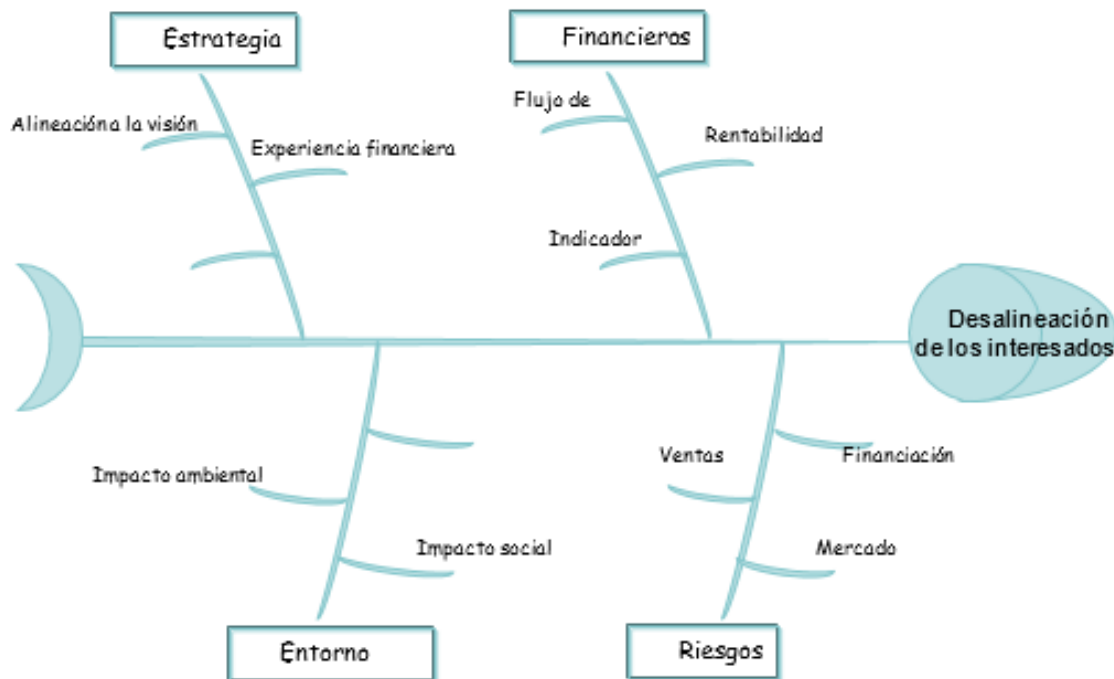 Estrategia
Financieros
Flujo de
Alineacióna la visión
Rentabilidad
Experiencia financiera
Indicador
Desalineación
de los interesados
Ventas
Financiación
Impacto ambiental
Impacto social
Mercado
Entorno
Riesgos